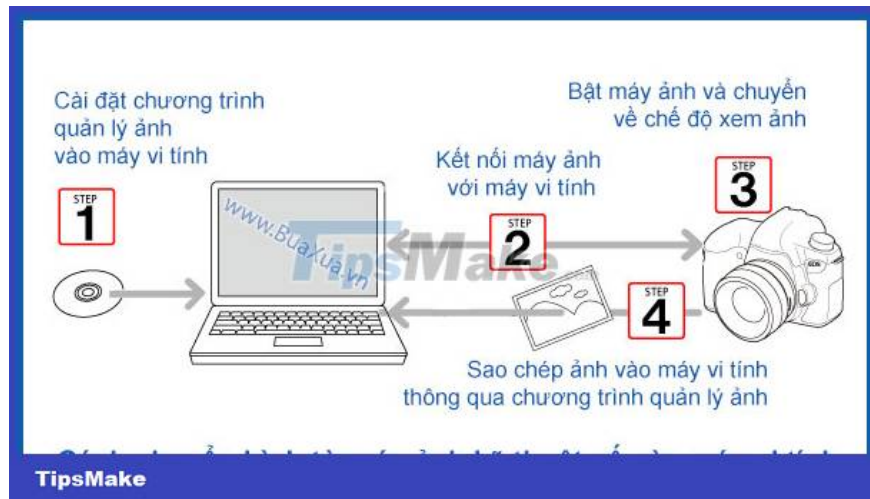 Cài đặt chương trình
quản lý ảnh
vào máy vi tính
STEP
1
Kết nối máy ảnh
với máy vi tính
STEP
2
Bật máy ảnh và chuyển
về chế độ xem ảnh
STEP
3
STEP
4
Sao chép ảnh vào máy vi tính
thông qua chương trình quản lý ảnh
www.BuaXua.vn
TipsMake
EOS
TipsMake